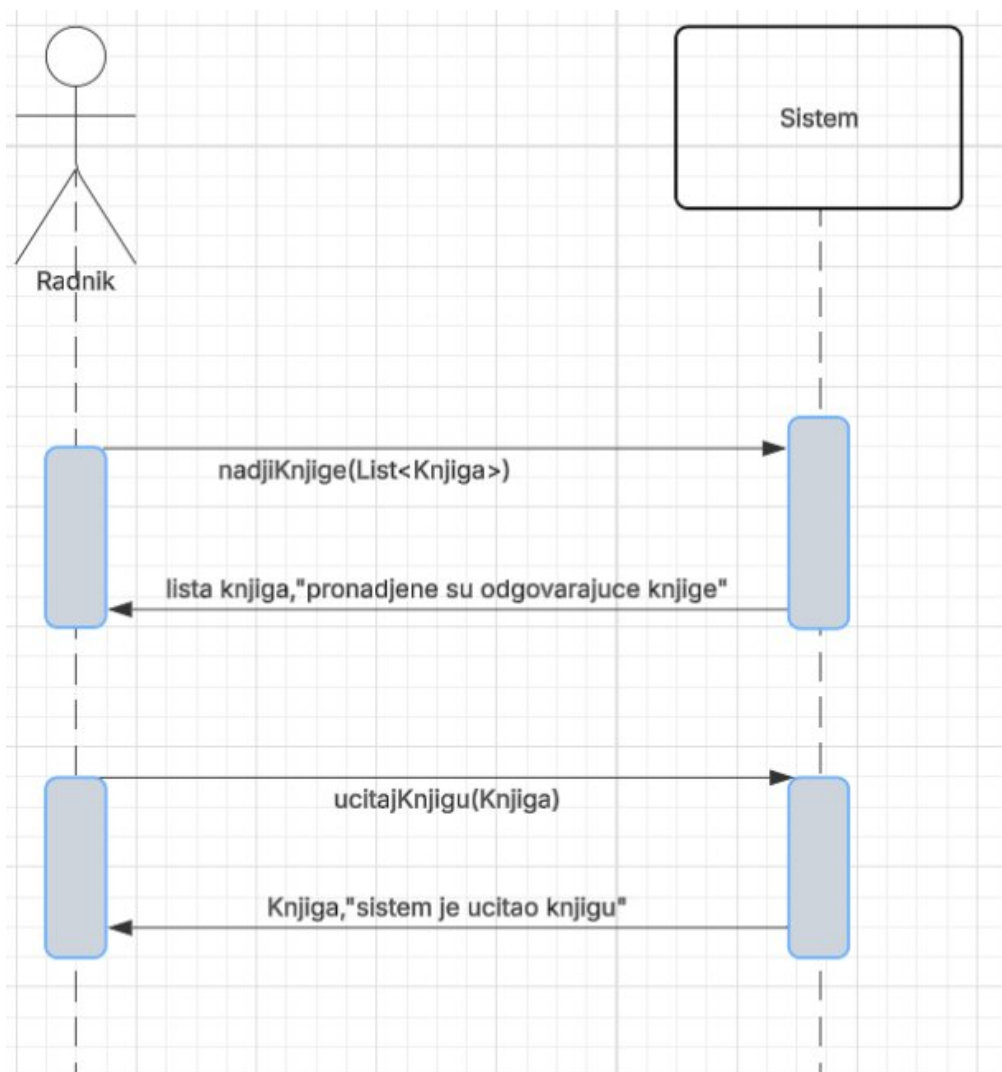 Sistem
Radnik
nadjiKnjige(List<Knjiga>)
lista knjiga,"pronadjene su odgovarajuce knjige"
ucitajKnjigu(Knjiga)
Knjiga,"sistem je ucitao knjigu"